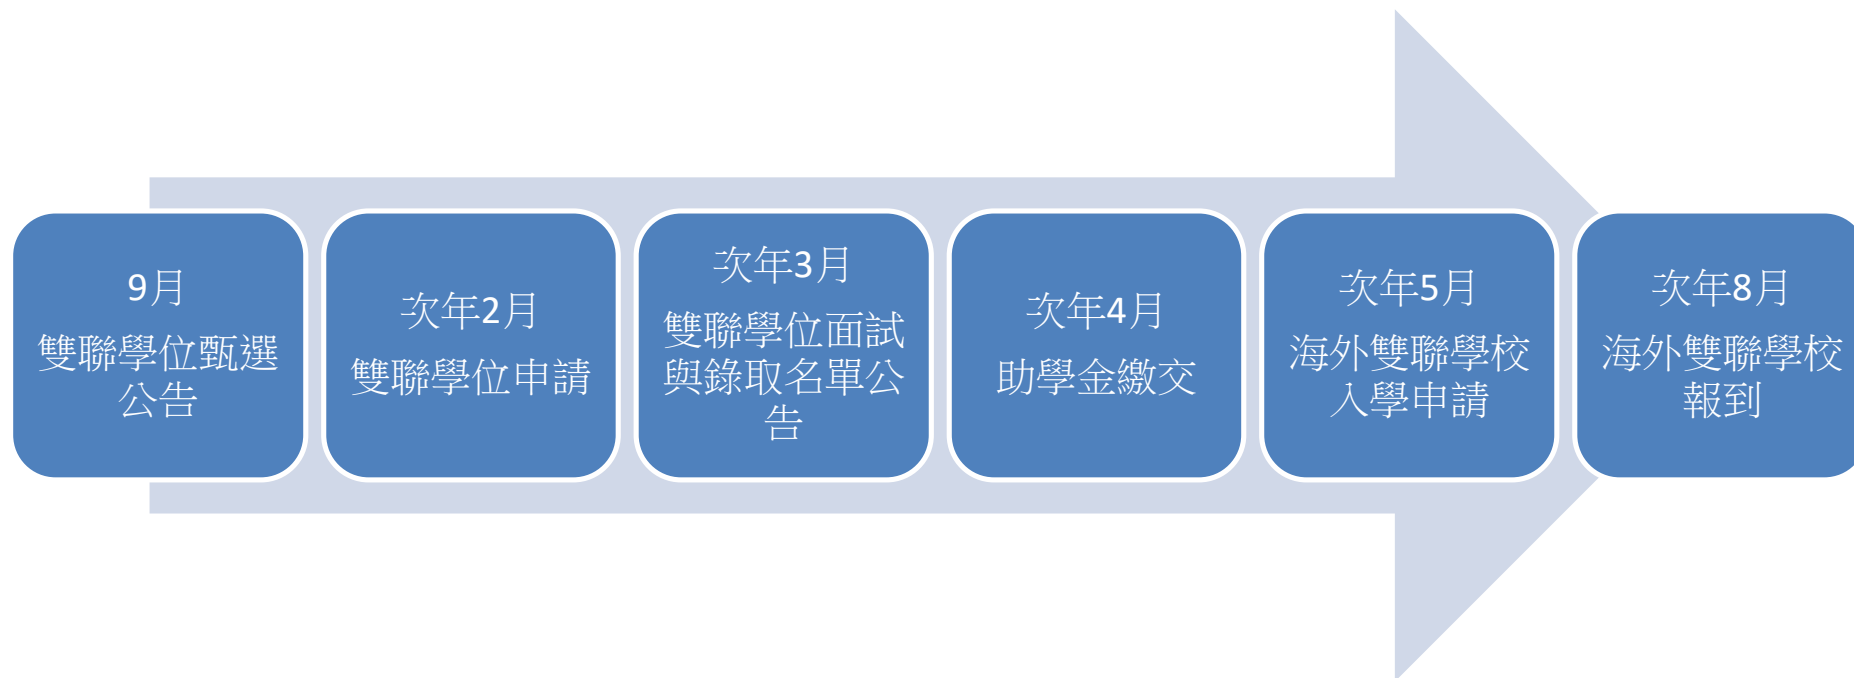 9月
雙聯學位甄選
公告
次年2月
雙聯學位申請
次年3月
雙聯學位面試
與錄取名單公
告
次年4月
助學金繳交
次年5月
海外雙聯學校
入學申請
次年8月
海外雙聯學校
報到